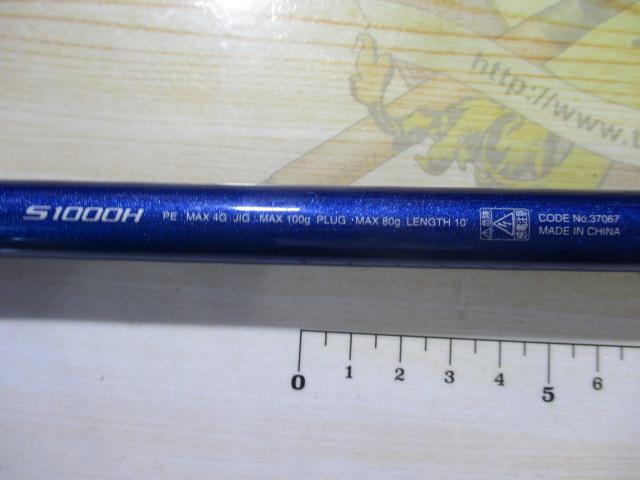 http://www.t
S1000H PE : MAX 4G JIG : MAX 100g PLUG : MAX 80g LENGTH 10'
CODE No.37067
MADE IN CHINA
0 1 2 3 4 5 6